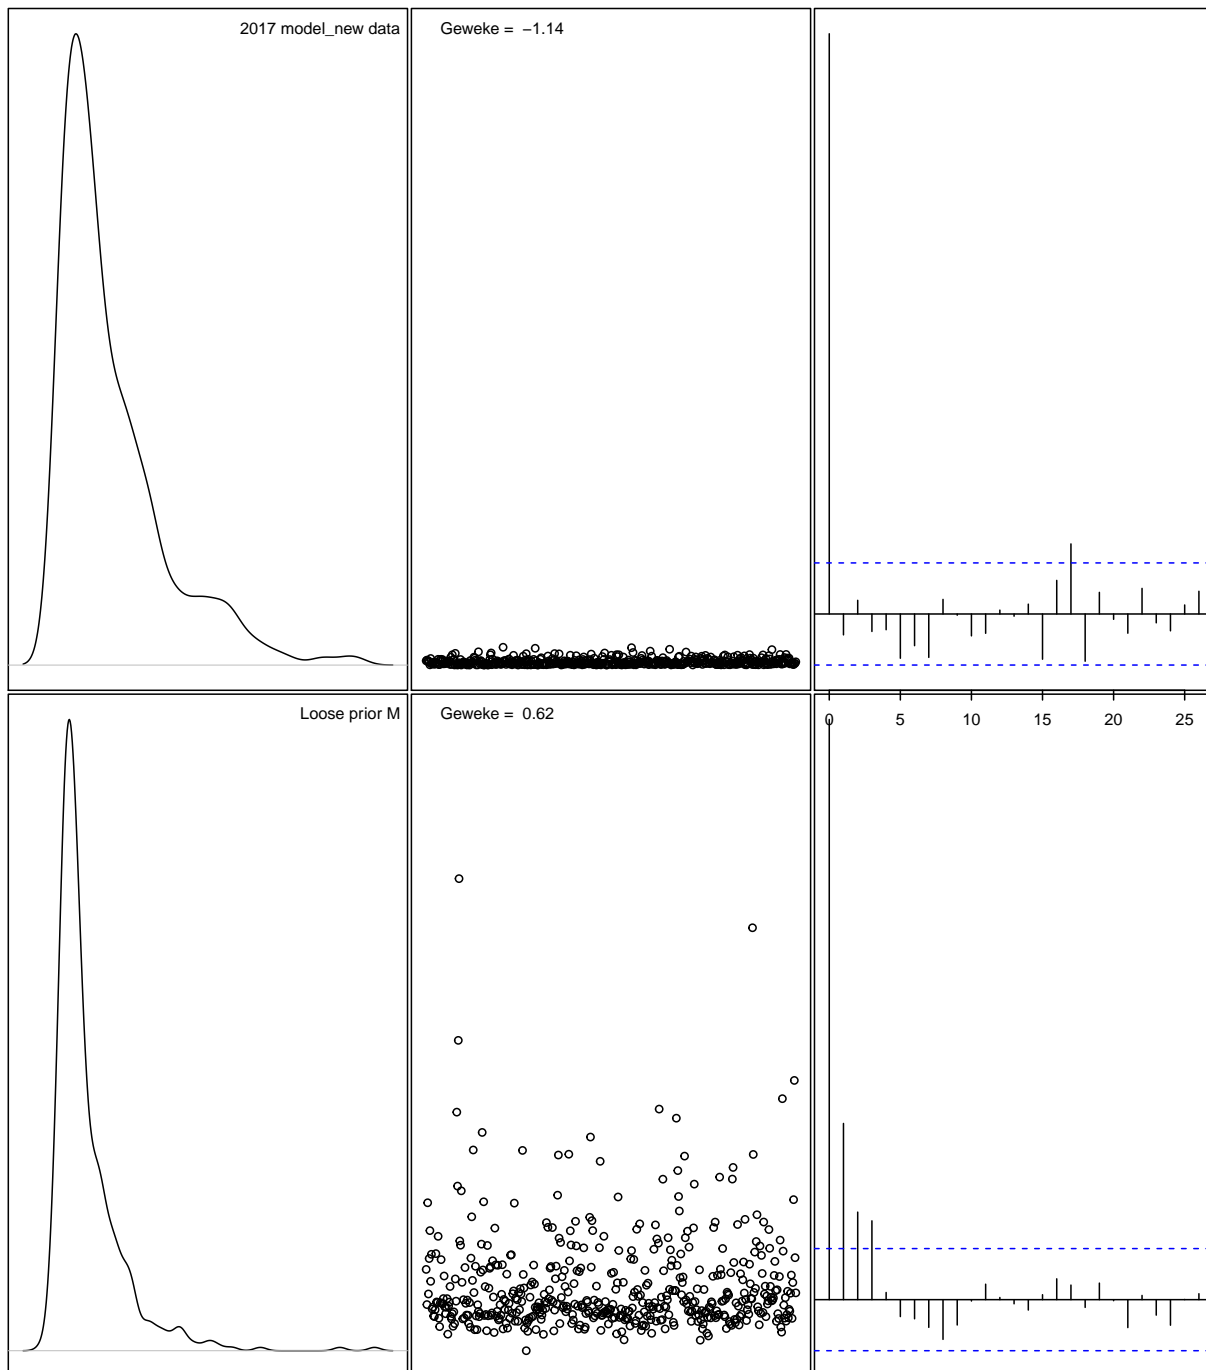 2017 model_new data
Geweke = −1.14
Loose prior M
Geweke = 0.62
0 5 10 15 20 25